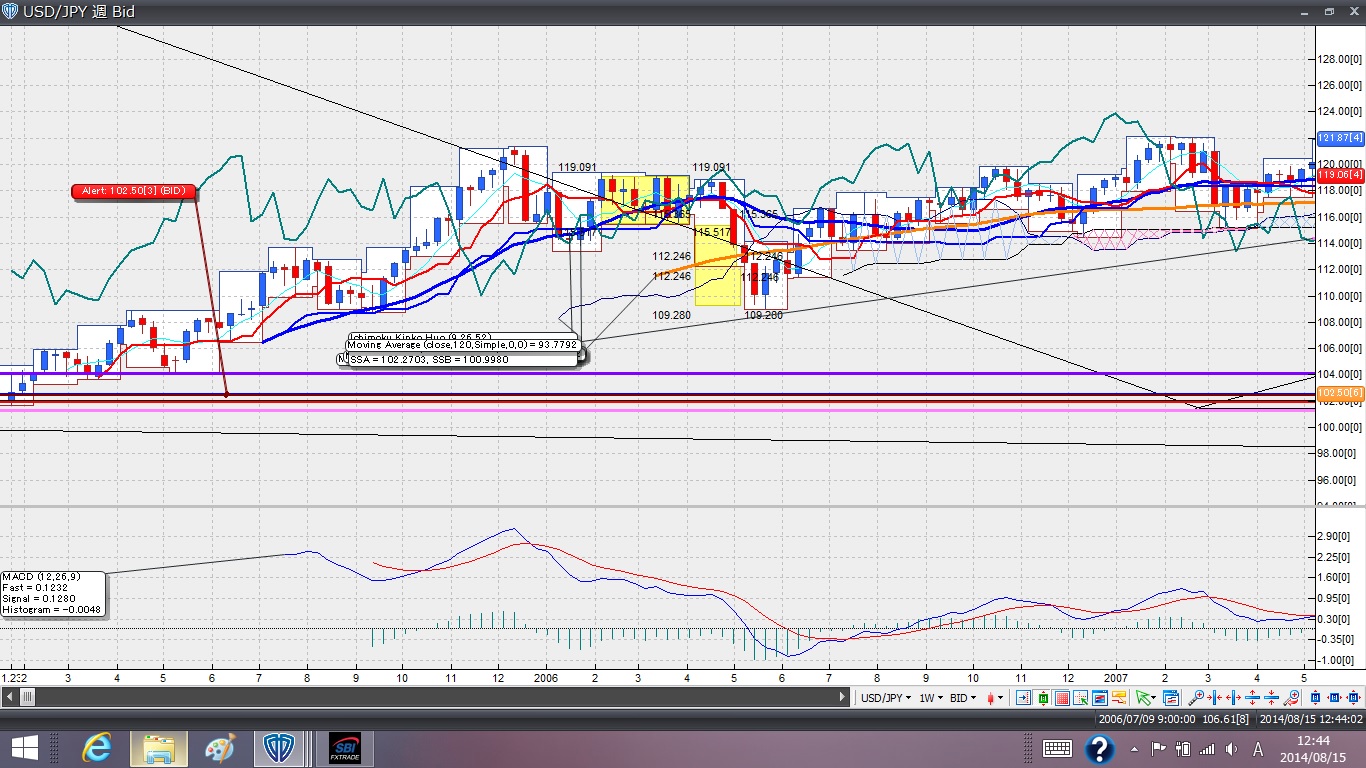 USD/JPY 週 Bid
128.00[0]
126.00[0]
124.00[0]
121.87[4]
120.00[0]
119.06[4]
118.00[0]
116.00[0]
114.00[0]
112.00[0]
110.00[0]
108.00[0]
106.00[0]
104.00[0]
102.50[6]
102.00[0]
100.00[0]
98.00[0]
96.00[0]
Alert: 102.50[3] (BID)
119.091
119.091
115.517
112.246
112.246
112.246
112.246
109.280
109.280
Ichimoku Kinko Hyo (9,26,52)
Moving Average (close,120,Simple,0,0) = 93.7792
SSA = 102.2703, SSB = 100.9980
2.90[0]
2.25[0]
1.60[0]
0.95[0]
0.30[0]
-0.35[0]
-1.00[0]
MACD (12,26,9)
Fast = 0.1232
Signal = 0.1280
Histogram = -0.0048
3 4 5 6 7 8 9 10 11 12 2006 2 3 4 5 6 7 8 9 10 11 12 2007 2 3 4 5
USD/JPY 1W BID
2006/07/09 9:00:00 106.61[8] 2014/08/15 12:44:02
SBI
FXTRADE
A
12:44
2014/08/15